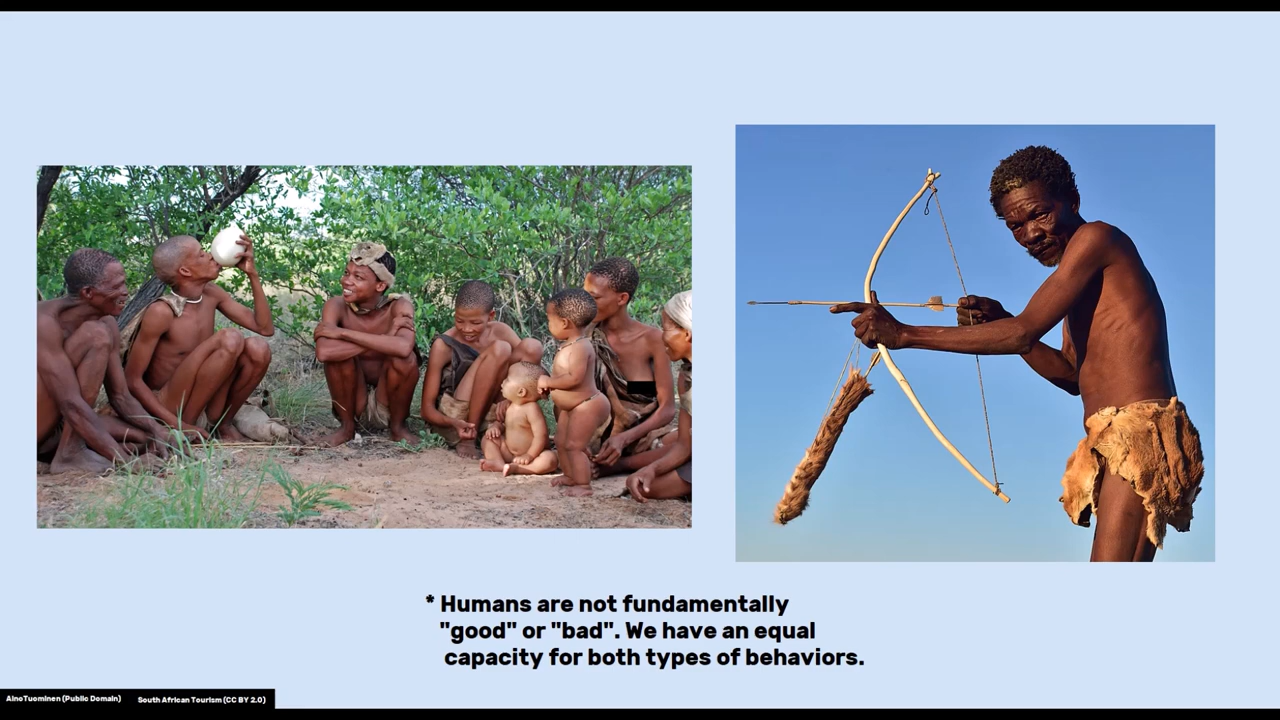 * Humans are not fundamentally
"good" or "bad". We have an equal
capacity for both types of behaviors.
AinoTuominen (Public Domain) South African Tourism (CC BY 2.0)